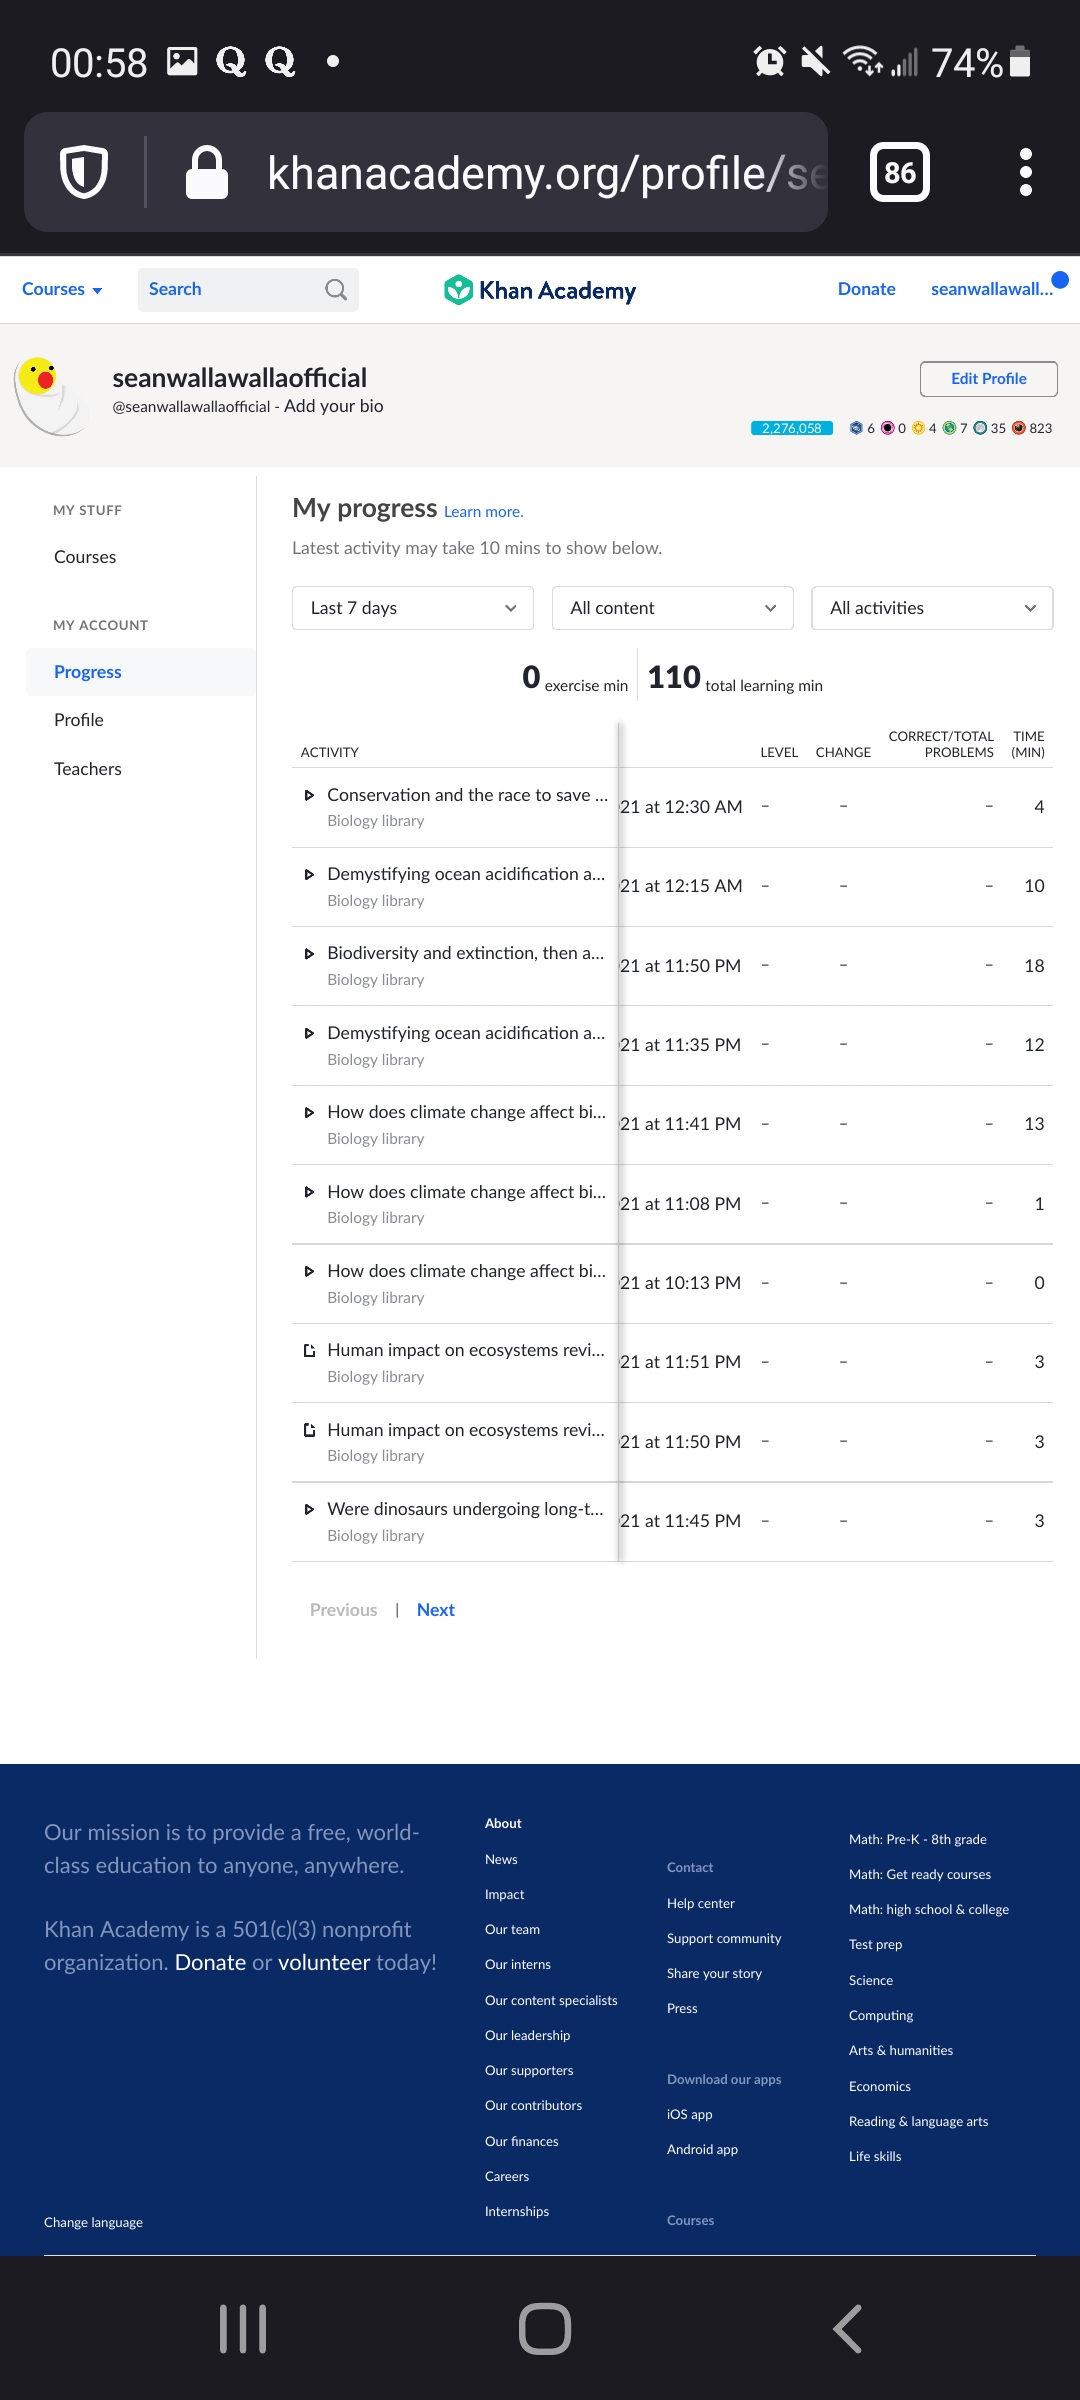 00:58
74%
khanacademy.org/profile/se
86
Courses
Search
Khan Academy
Donate
seanwallawall...
seanwallawallaofficial
@seanwallawallaofficial - Add your bio
Edit Profile
2,276,058 6 0 4 7 35 823
MY STUFF
Courses
MY ACCOUNT
Progress
Profile
Teachers
My progress Learn more.
Latest activity may take 10 mins to show below.
Last 7 days
All content
All activities
0 exercise min
110 total learning min
ACTIVITY LEVEL CHANGE CORRECT/TOTAL PROBLEMS TIME (MIN)
Conservation and the race to save ... 21 at 12:30 AM – – – 4
Biology library
Demystifying ocean acidification a... 21 at 12:15 AM – – – 10
Biology library
Biodiversity and extinction, then a... 21 at 11:50 PM – – – 18
Biology library
Demystifying ocean acidification a... 21 at 11:35 PM – – – 12
Biology library
How does climate change affect bi... 21 at 11:41 PM – – – 13
Biology library
How does climate change affect bi... 21 at 11:08 PM – – – 1
Biology library
How does climate change affect bi... 21 at 10:13 PM – – – 0
Biology library
Human impact on ecosystems revi... 21 at 11:51 PM – – – 3
Biology library
Human impact on ecosystems revi... 21 at 11:50 PM – – – 3
Biology library
Were dinosaurs undergoing long-t... 21 at 11:45 PM – – – 3
Biology library
Previous | Next
Our mission is to provide a free, world-
class education to anyone, anywhere.
Khan Academy is a 501(c)(3) nonprofit
organization. Donate or volunteer today!
Change language
About
News
Impact
Our team
Our interns
Our content specialists
Our leadership
Our supporters
Our contributors
Our finances
Careers
Internships
Contact
Help center
Support community
Share your story
Press
Download our apps
iOS app
Android app
Courses
Math: Pre-K - 8th grade
Math: Get ready courses
Math: high school & college
Test prep
Science
Computing
Arts & humanities
Economics
Reading & language arts
Life skills